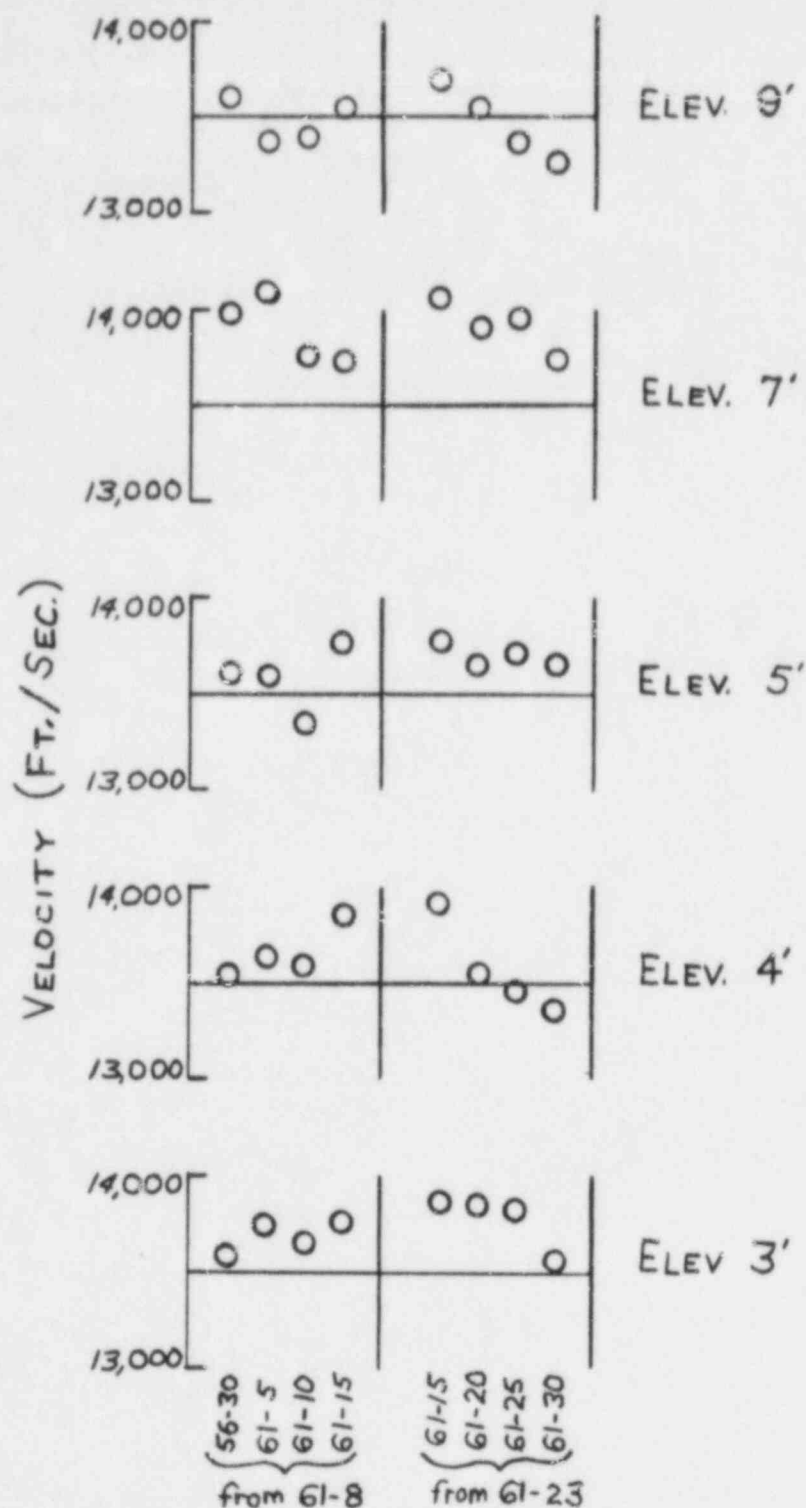 14,000
ELEV. 9'
13,000
14,000
ELEV. 7'
13,000
VELOCITY (FT./SEC.)
14,000
ELEV. 5'
13,000
14,000
ELEV. 4'
13,000
14,000
ELEV 3'
13,000
56-30 61-5 61-10 61-15 61-15 61-20 61-25 61-30
from 61-8 from 61-23